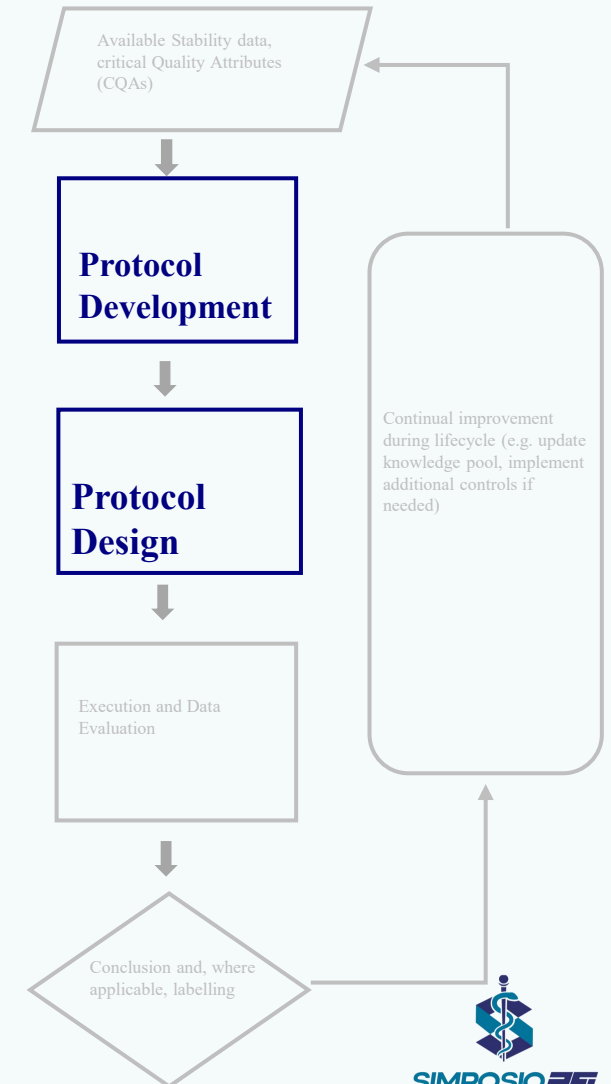 Available Stability data,
critical Quality Attributes
(CQAs)
Protocol
Development
Protocol
Design
Continual improvement
during lifecycle (e.g. update
knowledge pool, implement
additional controls if
needed)
Execution and Data
Evaluation
Conclusion and, where
applicable, labelling
SIMPOSIO